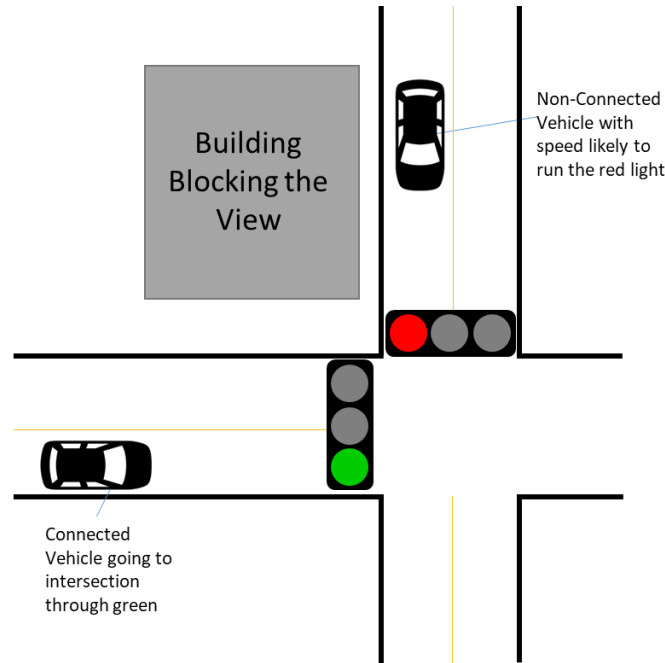 Building
Blocking the
View
Non-Connected
Vehicle with
speed likely to
run the red light
Connected
Vehicle going to
intersection
through green